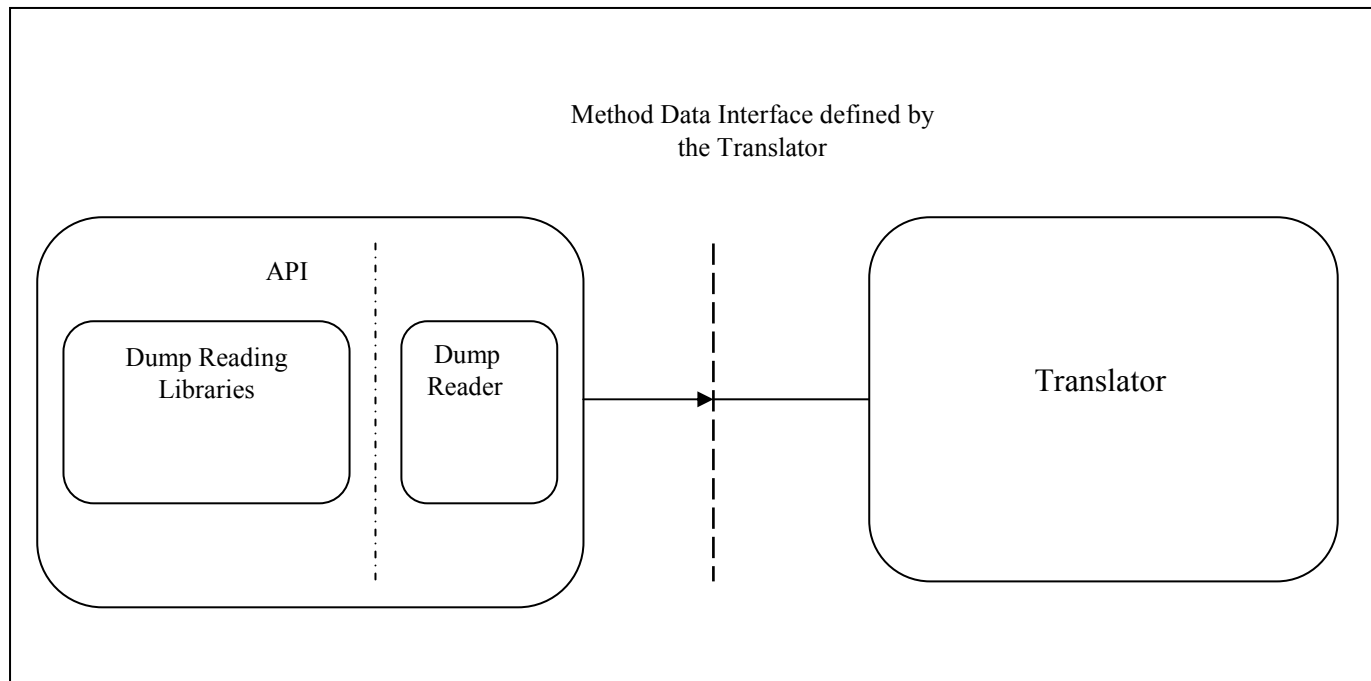 Method Data Interface defined by
the Translator
API
Dump Reading
Libraries
Dump
Reader
Translator